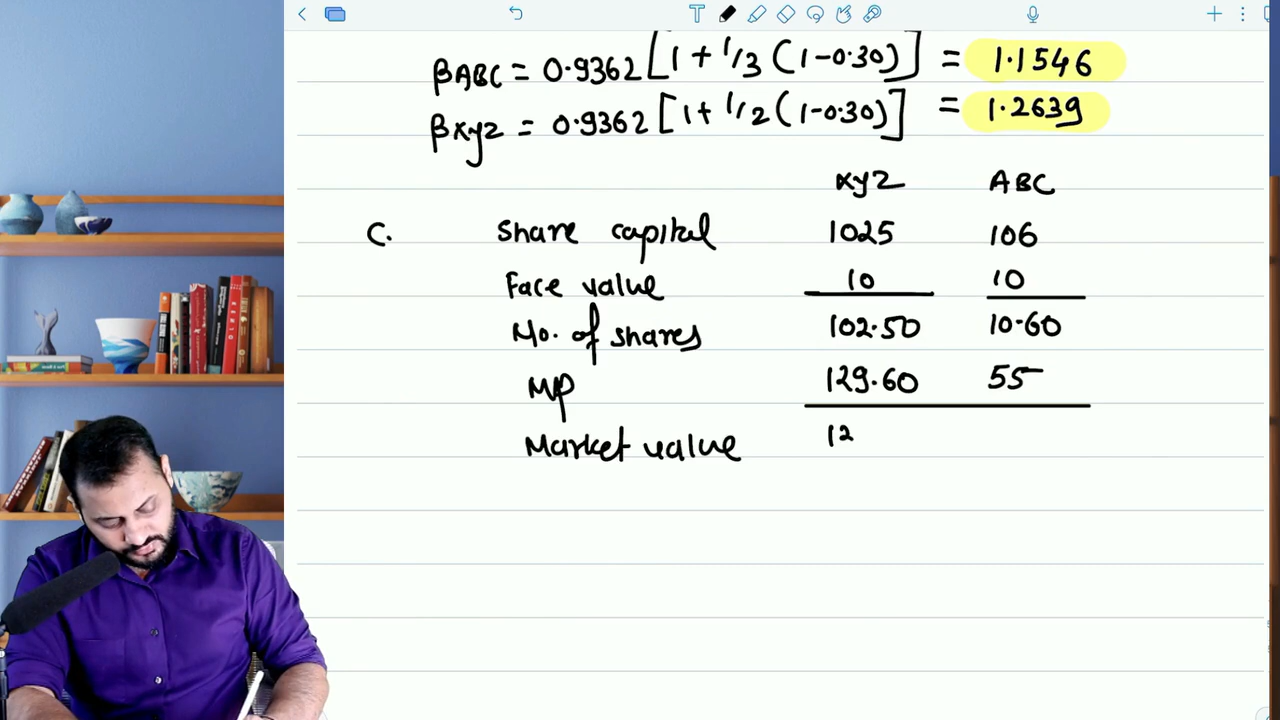 βABC = 0.9362 [1 + 1/3 (1-0.30)] = 1.1546
βxyz = 0.9362 [1 + 1/2 (1-0.30)] = 1.2639
xyz ABC
C. Share capital 1025 106
Face value 10 10
No. of shares 102.50 10.60
MP 129.60 55
Market value 12